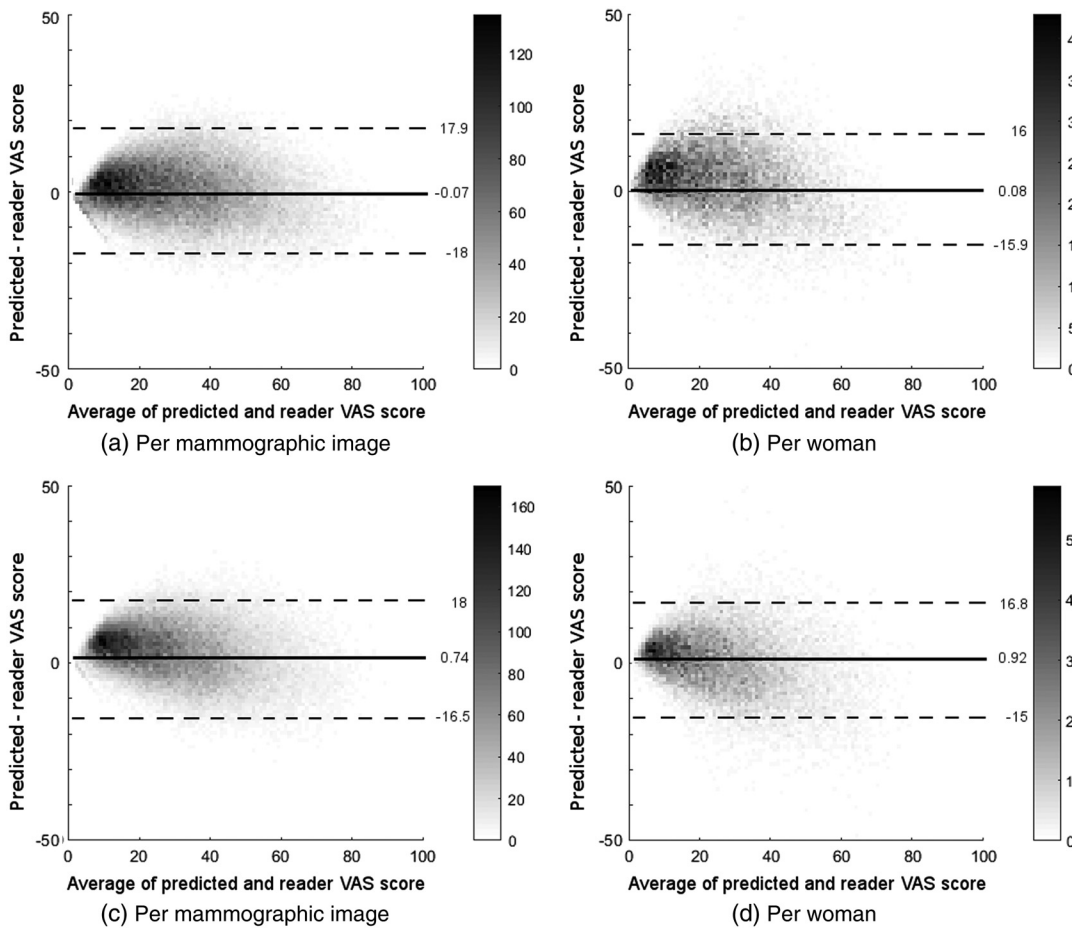 50
0
-50
Predicted - reader VAS score
17.9
-0.07
-18
0 20 40 60 80 100
Average of predicted and reader VAS score
120
100
80
60
40
20
0
(a) Per mammographic image
50
0
-50
Predicted - reader VAS score
16
0.08
-15.9
0 20 40 60 80 100
Average of predicted and reader VAS score
5
0
(b) Per woman
50
0
-50
Predicted - reader VAS score
18
0.74
-16.5
0 20 40 60 80 100
Average of predicted and reader VAS score
160
140
120
100
80
60
40
20
0
(c) Per mammographic image
50
0
-50
Predicted - reader VAS score
16.8
0.92
-15
0 20 40 60 80 100
Average of predicted and reader VAS score
0
(d) Per woman